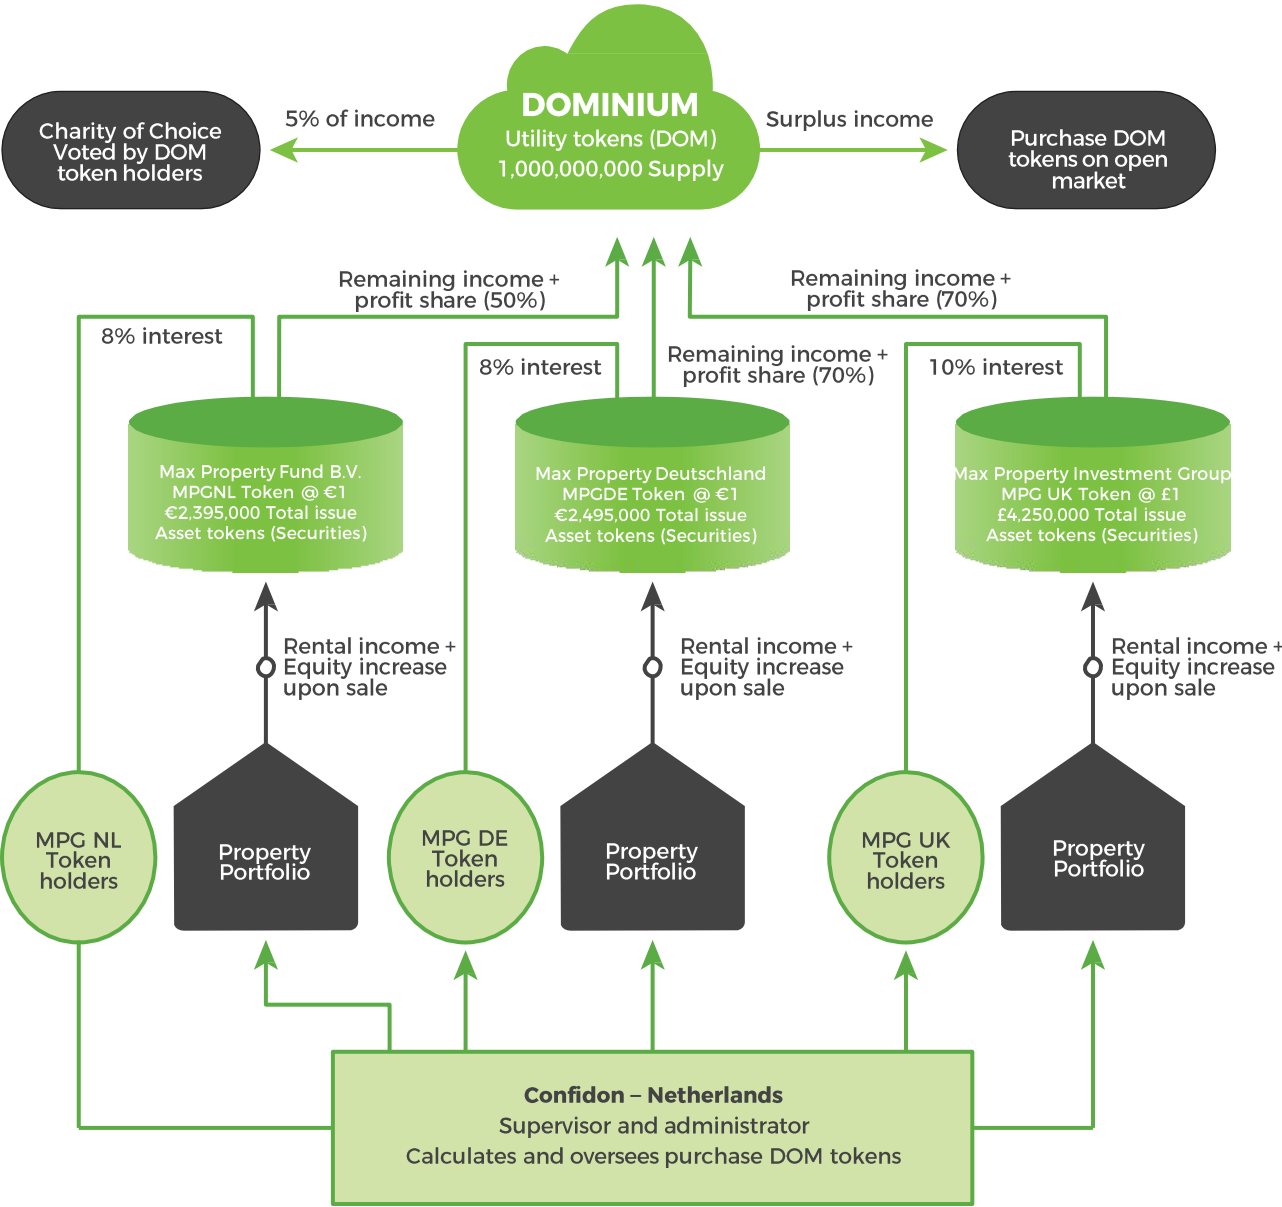 DOMINIUM
Utility tokens (DOM)
1,000,000,000 Supply
5% of income
Surplus income
Charity of Choice
Voted by DOM
token holders
Purchase DOM
tokens on open
market
Remaining income +
profit share (50%)
Remaining income +
profit share (70%)
8% interest
8% interest
Remaining income +
profit share (70%)
10% interest
Max Property Fund B.V.
MPGNL Token @ €1
€2,395,000 Total issue
Asset tokens (Securities)
Max Property Deutschland
MPGDE Token @ €1
€2,495,000 Total issue
Asset tokens (Securities)
Max Property Investment Group
MPG UK Token @ £1
£4,250,000 Total issue
Asset tokens (Securities)
Rental income +
Equity increase
upon sale
Rental income +
Equity increase
upon sale
Rental income +
Equity increase
upon sale
MPG NL
Token
holders
Property
Portfolio
MPG DE
Token
holders
Property
Portfolio
MPG UK
Token
holders
Property
Portfolio
Confidon – Netherlands
Supervisor and administrator
Calculates and oversees purchase DOM tokens